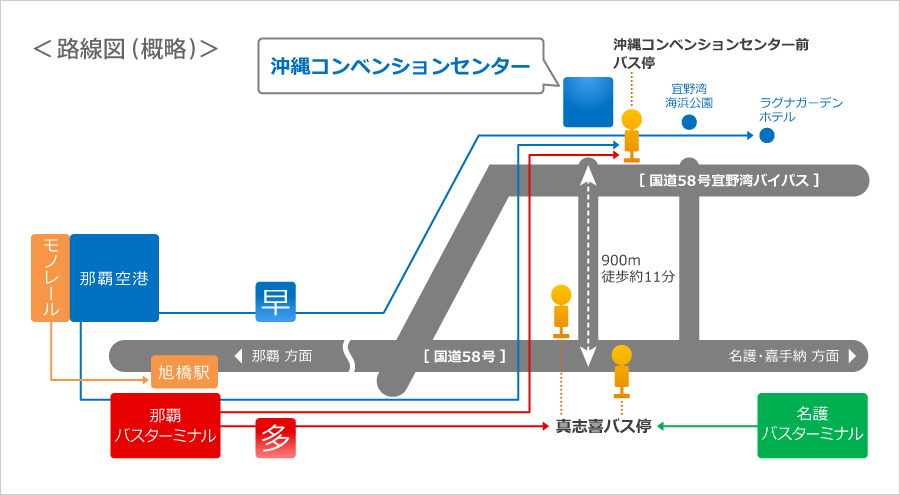 ＜路線図(概略)＞
沖縄コンベンションセンター
沖縄コンベンションセンター前
バス停
宜野湾
海浜公園
ラグナガーデン
ホテル
[ 国道58号宜野湾バイパス ]
モノレール
那覇空港
早
900m
徒歩約11分
那覇 方面
[ 国道58号 ]
名護・嘉手納 方面
旭橋駅
那覇
バスターミナル
多
真志喜バス停
名護
バスターミナル